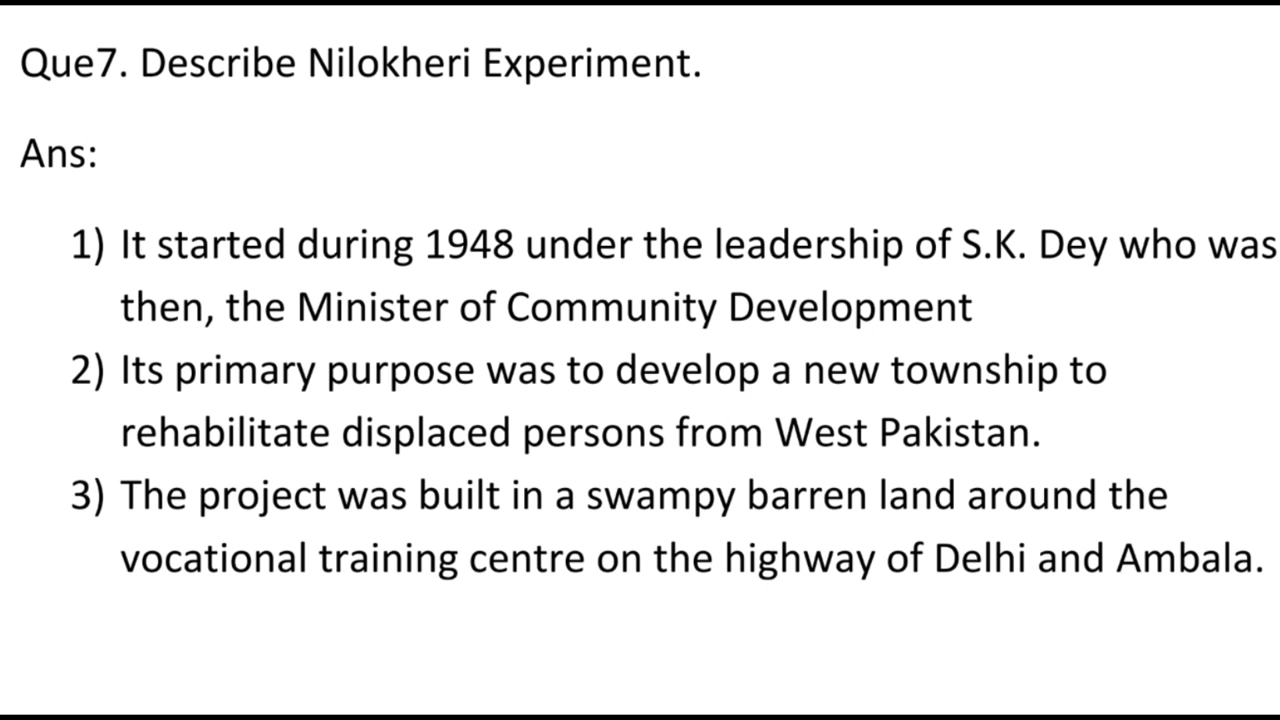 Que7. Describe Nilokheri Experiment.
Ans:
1) It started during 1948 under the leadership of S.K. Dey who was
then, the Minister of Community Development
2) Its primary purpose was to develop a new township to
rehabilitate displaced persons from West Pakistan.
3) The project was built in a swampy barren land around the
vocational training centre on the highway of Delhi and Ambala.